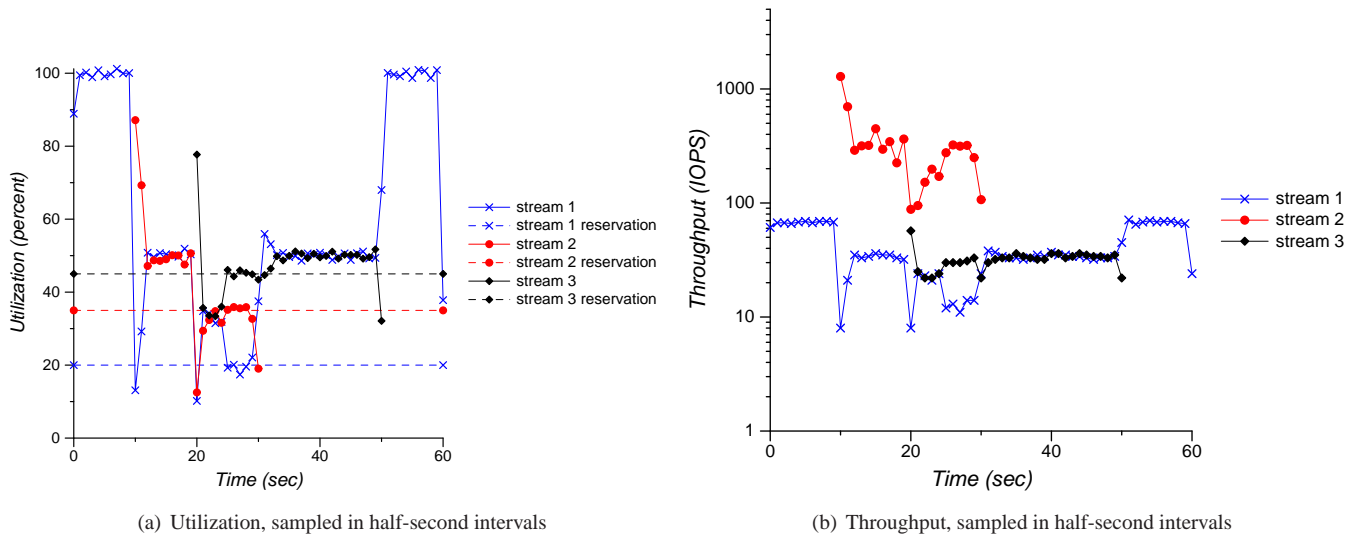 Utilization (percent)
100
80
60
40
20
0
0
20
40
60
Time (sec)
stream 1
stream 1 reservation
stream 2
stream 2 reservation
stream 3
stream 3 reservation
(a) Utilization, sampled in half-second intervals
Throughput (IOPS)
1000
100
10
1
0
20
40
60
Time (sec)
stream 1
stream 2
stream 3
(b) Throughput, sampled in half-second intervals